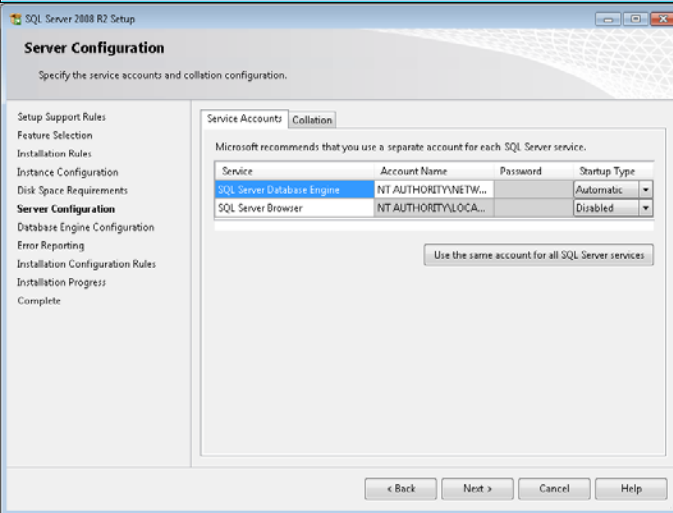 SQL Server 2008 R2 Setup
Server Configuration
Specify the service accounts and collation configuration.
Setup Support Rules
Feature Selection
Installation Rules
Instance Configuration
Disk Space Requirements
Server Configuration
Database Engine Configuration
Error Reporting
Installation Configuration Rules
Installation Progress
Complete
Service Accounts Collation
Microsoft recommends that you use a separate account for each SQL Server service.
Service Account Name Password Startup Type
SQL Server Database Engine NT AUTHORITY\NETW... Automatic
SQL Server Browser NT AUTHORITY\LOCA... Disabled
Use the same account for all SQL Server services
< Back Next > Cancel Help